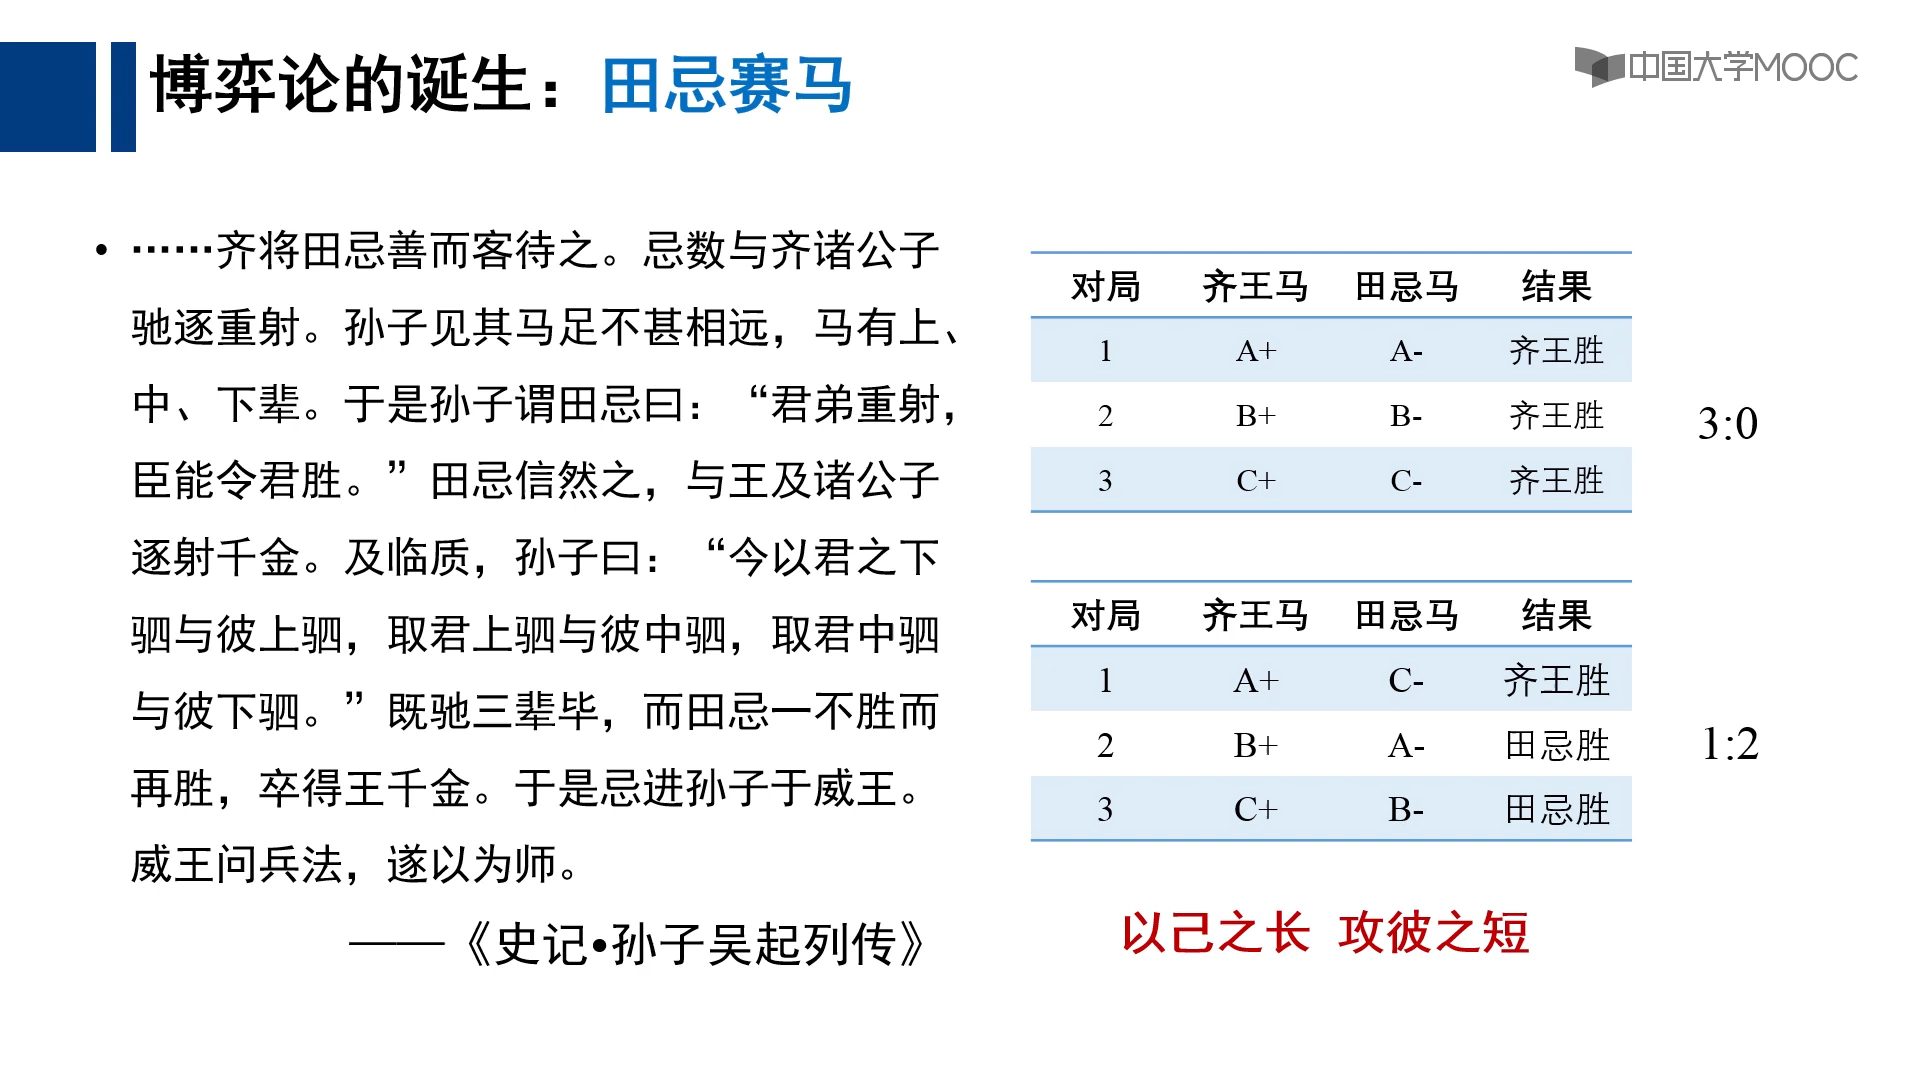 博弈论的诞生：田忌赛马
中国大学MOOC
• ……齐将田忌善而客待之。忌数与齐诸公子
驰逐重射。孙子见其马足不甚相远，马有上、
中、下辈。于是孙子谓田忌曰：“君弟重射，
臣能令君胜。”田忌信然之，与王及诸公子
逐射千金。及临质，孙子曰：“今以君之下
驷与彼上驷，取君上驷与彼中驷，取君中驷
与彼下驷。”既驰三辈毕，而田忌一不胜而
再胜，卒得王千金。于是忌进孙子于威王。
威王问兵法，遂以为师。
——《史记•孙子吴起列传》
对局 齐王马 田忌马 结果
1 A+ A- 齐王胜
2 B+ B- 齐王胜
3 C+ C- 齐王胜
3:0
对局 齐王马 田忌马 结果
1 A+ C- 齐王胜
2 B+ A- 田忌胜
3 C+ B- 田忌胜
1:2
以己之长 攻彼之短